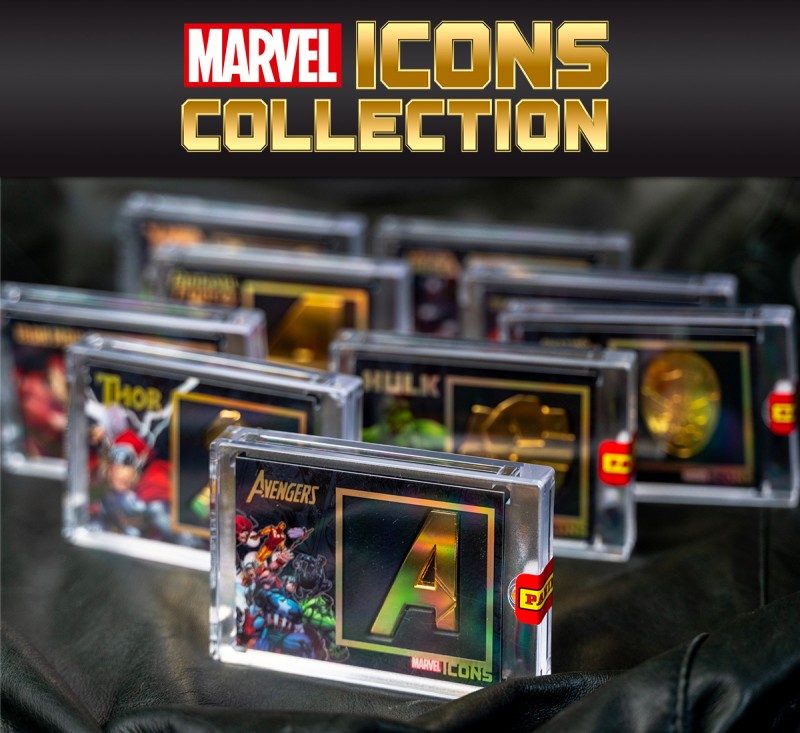 MARVEL ICONS
COLLECTION
THOR
HULK
AVENGERS
A
MARVEL ICONS